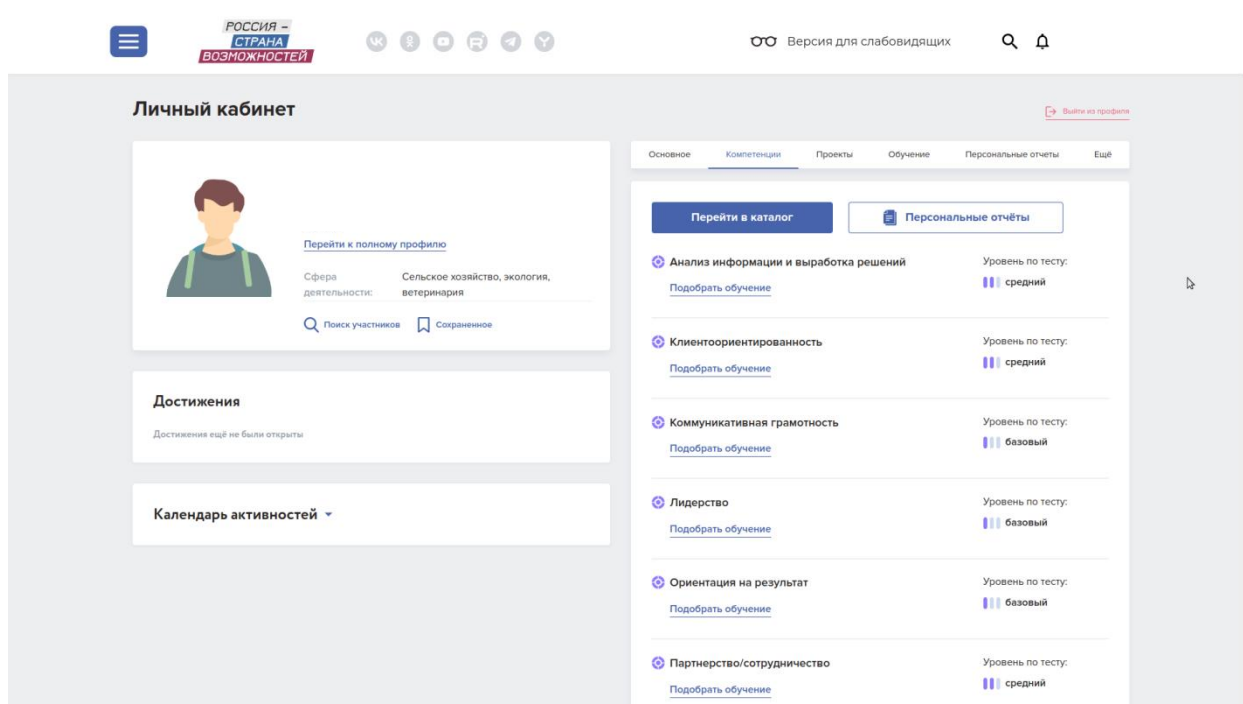 РОССИЯ –
СТРАНА
ВОЗМОЖНОСТЕЙ
Версия для слабовидящих
Личный кабинет
Выйти из профиля
Перейти к полному профилю
Сфера деятельности:
Сельское хозяйство, экология,
ветеринария
Поиск участников
Сохраненное
Достижения
Достижения ещё не были открыты
Календарь активностей
Основное Компетенции Проекты Обучение Персональные отчеты Ещё
Перейти в каталог
Персональные отчёты
Анализ информации и выработка решений
Уровень по тесту:
Подобрать обучение
средний
Клиентоориентированность
Уровень по тесту:
Подобрать обучение
средний
Коммуникативная грамотность
Уровень по тесту:
Подобрать обучение
базовый
Лидерство
Уровень по тесту:
Подобрать обучение
базовый
Ориентация на результат
Уровень по тесту:
Подобрать обучение
базовый
Партнерство/сотрудничество
Уровень по тесту:
Подобрать обучение
средний